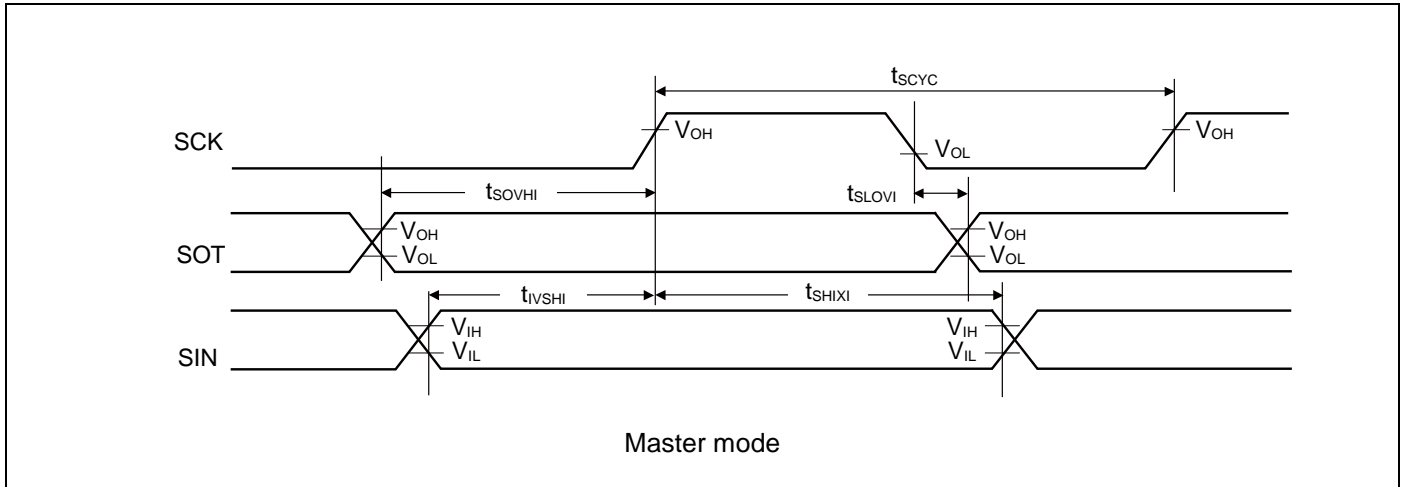 tSCYC
SCK
VOH
VOL
VOH
tSOVHI
tSLOVI
SOT
VOH
VOL
VOH
VOL
tIVSHI
tSHIXI
SIN
VIH
VIL
VIH
VIL
Master mode